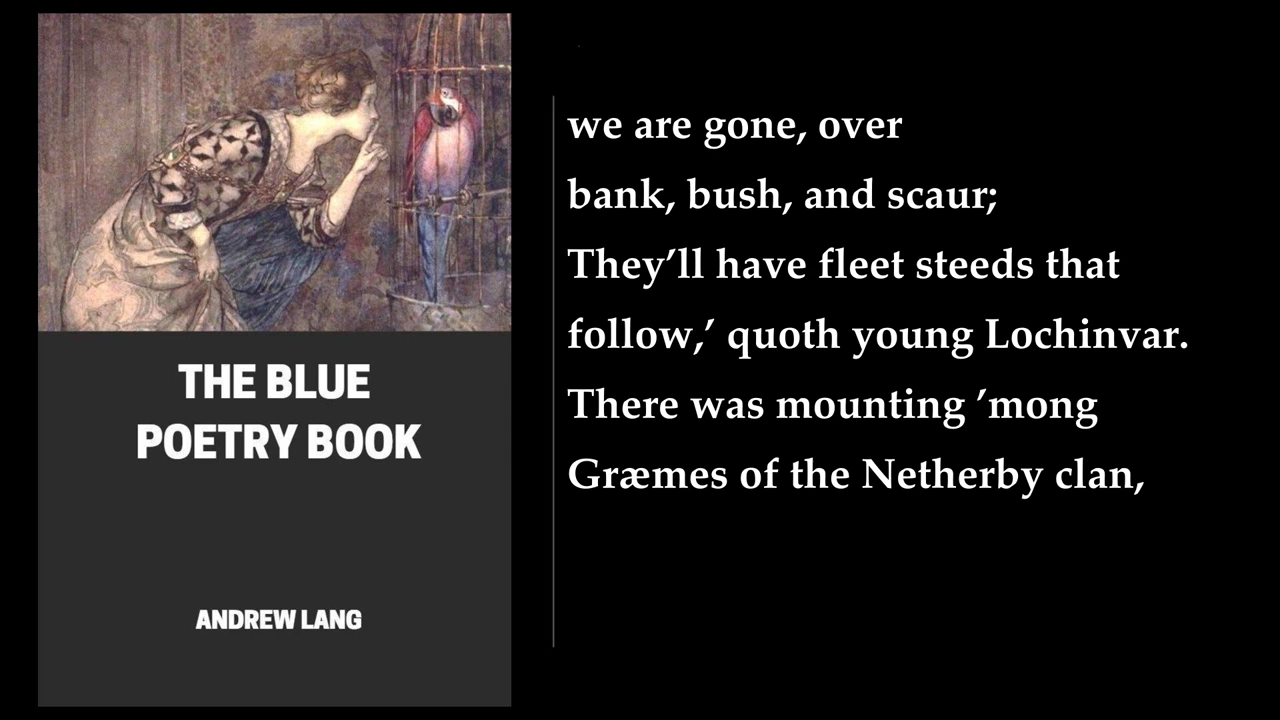 THE BLUE
POETRY BOOK
ANDREW LANG
we are gone, over
bank, bush, and scaur;
They’ll have fleet steeds that
follow,’ quoth young Lochinvar.
There was mounting ’mong
Græmes of the Netherby clan,